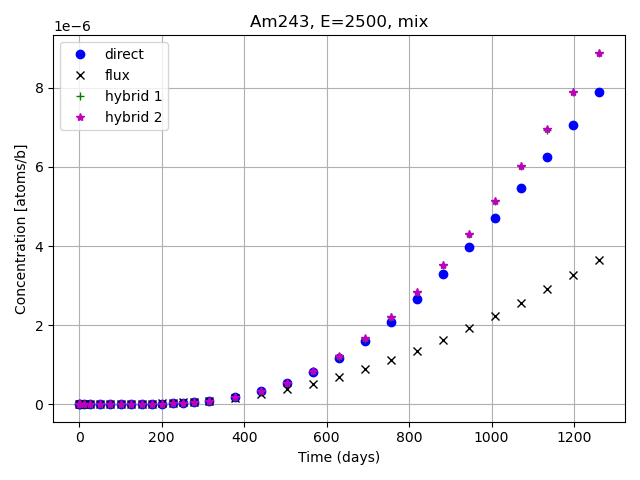 Am243, E=2500, mix
1e−6
direct
flux
hybrid 1
hybrid 2
8
6
4
2
0
Concentration [atoms/b]
0 200 400 600 800 1000 1200
Time (days)